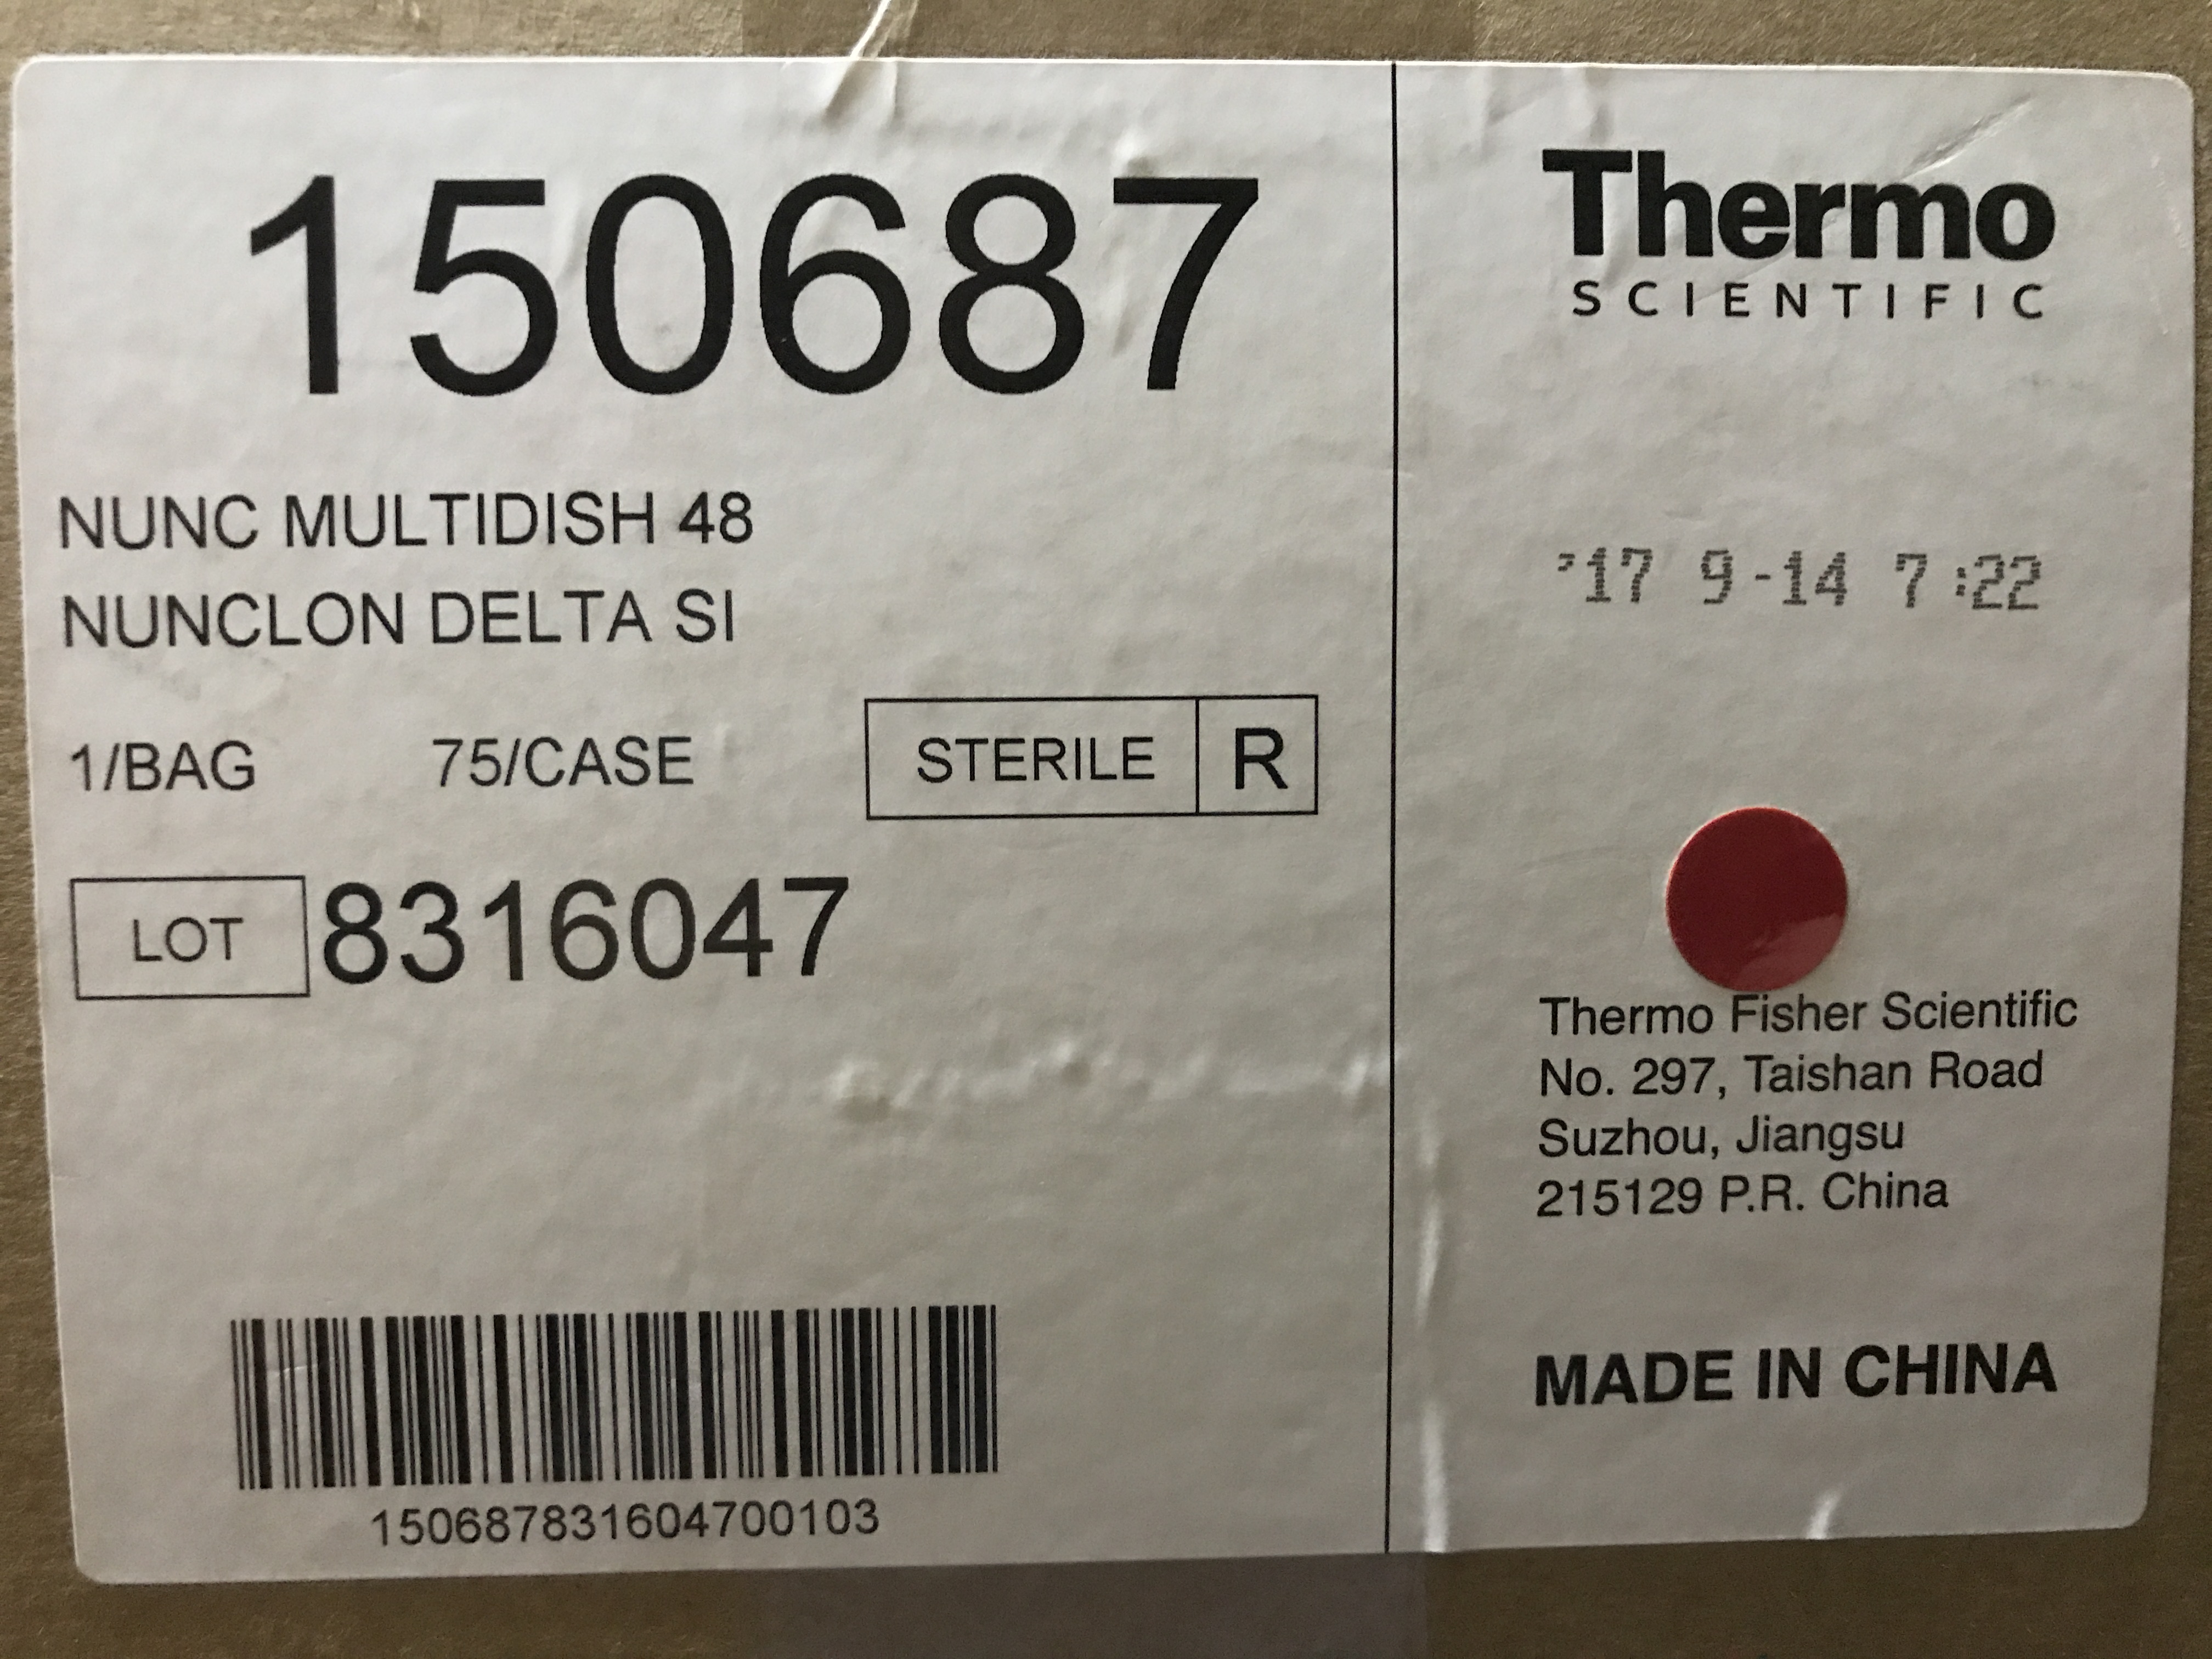 150687
NUNC MULTIDISH 48
NUNCLON DELTA SI
1/BAG 75/CASE STERILE R
LOT 8316047
150687831604700103
Thermo
SCIENTIFIC
'17 9-14 7:22
Thermo Fisher Scientific
No. 297, Taishan Road
Suzhou, Jiangsu
215129 P.R. China
MADE IN CHINA